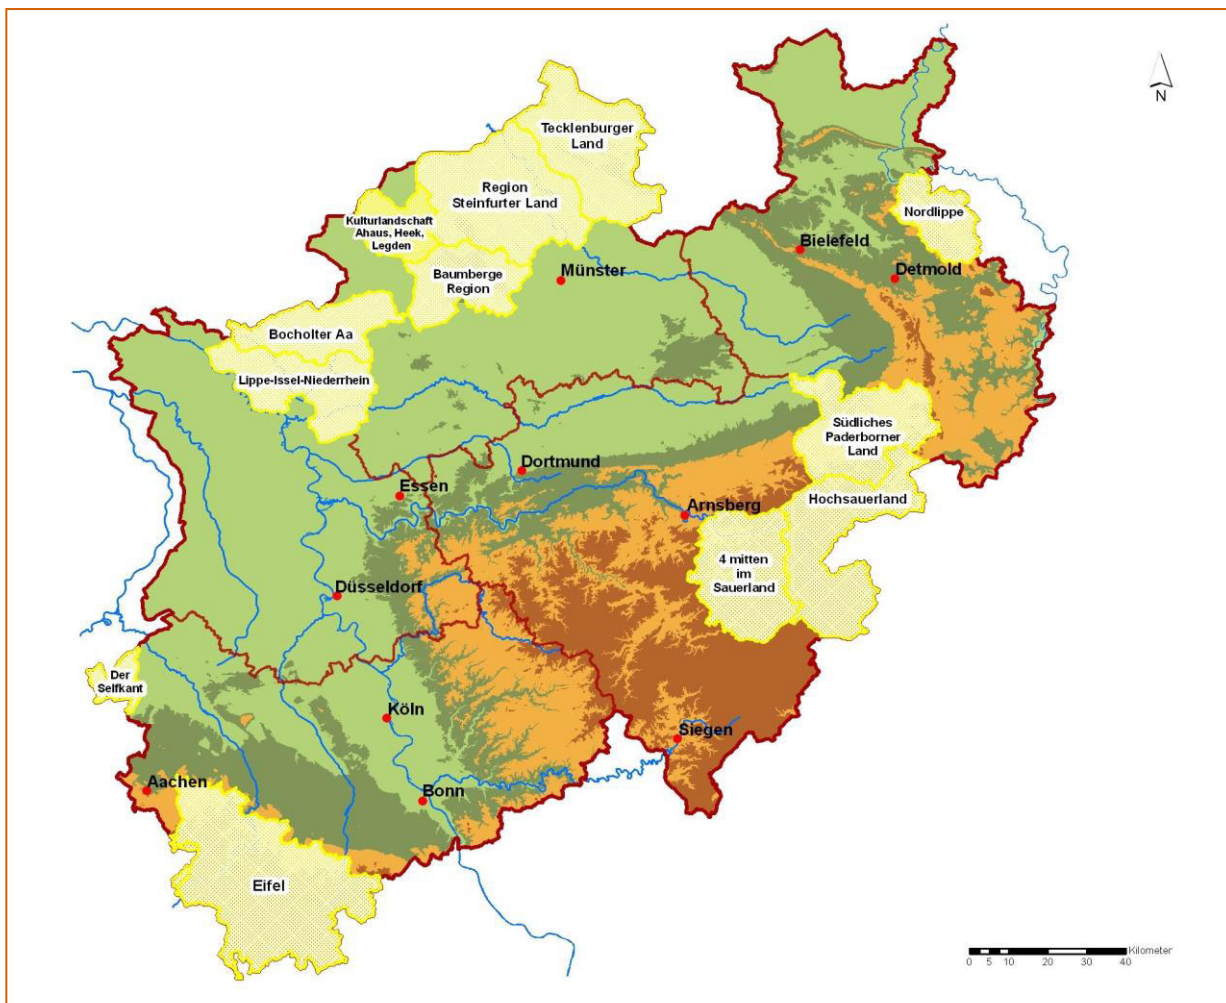 N
Tecklenburger
Land
Region
Steinfurter Land
Nordlippe
Kulturlandschaft
Ahaus, Heek,
Legden
Bielefeld
Baumberge
Region
Münster
Detmold
Bocholter Aa
Lippe-Issel-Niederrhein
Südliches
Paderborner
Land
Dortmund
Essen
Hochsauerland
Arnsberg
4 mitten
im
Sauerland
Düsseldorf
Der
Selfkant
Köln
Siegen
Aachen
Bonn
Eifel
Kilometer
0 5 10 20 30 40